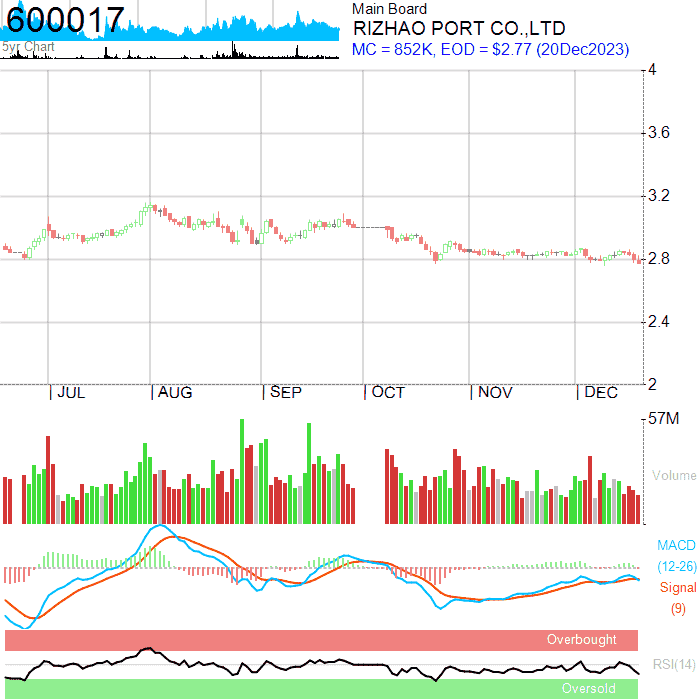 600017
5yr Chart
Main Board
RIZHAO PORT CO.,LTD
MC = 852K, EOD = $2.77 (20Dec2023)
4
3.6
3.2
2.8
2.4
2
JUL AUG SEP OCT NOV DEC
57M
Volume
MACD
(12-26)
Signal
(9)
Overbought
RSI(14)
Oversold